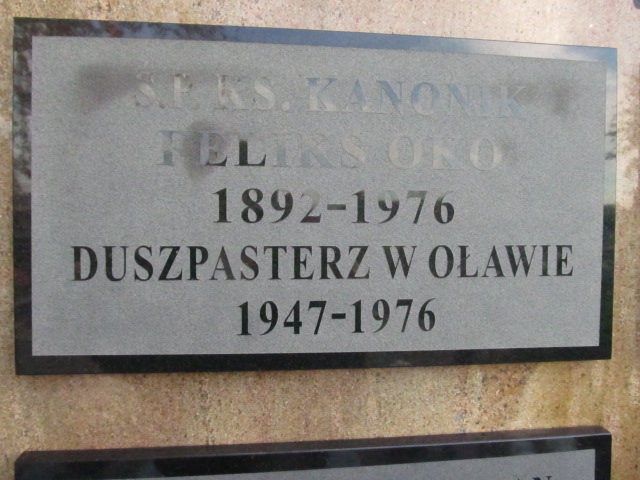 Ś.P. KS. KANONIK
FELIKS OKO
1892-1976
DUSZPASTERZ W OŁAWIE
1947-1976